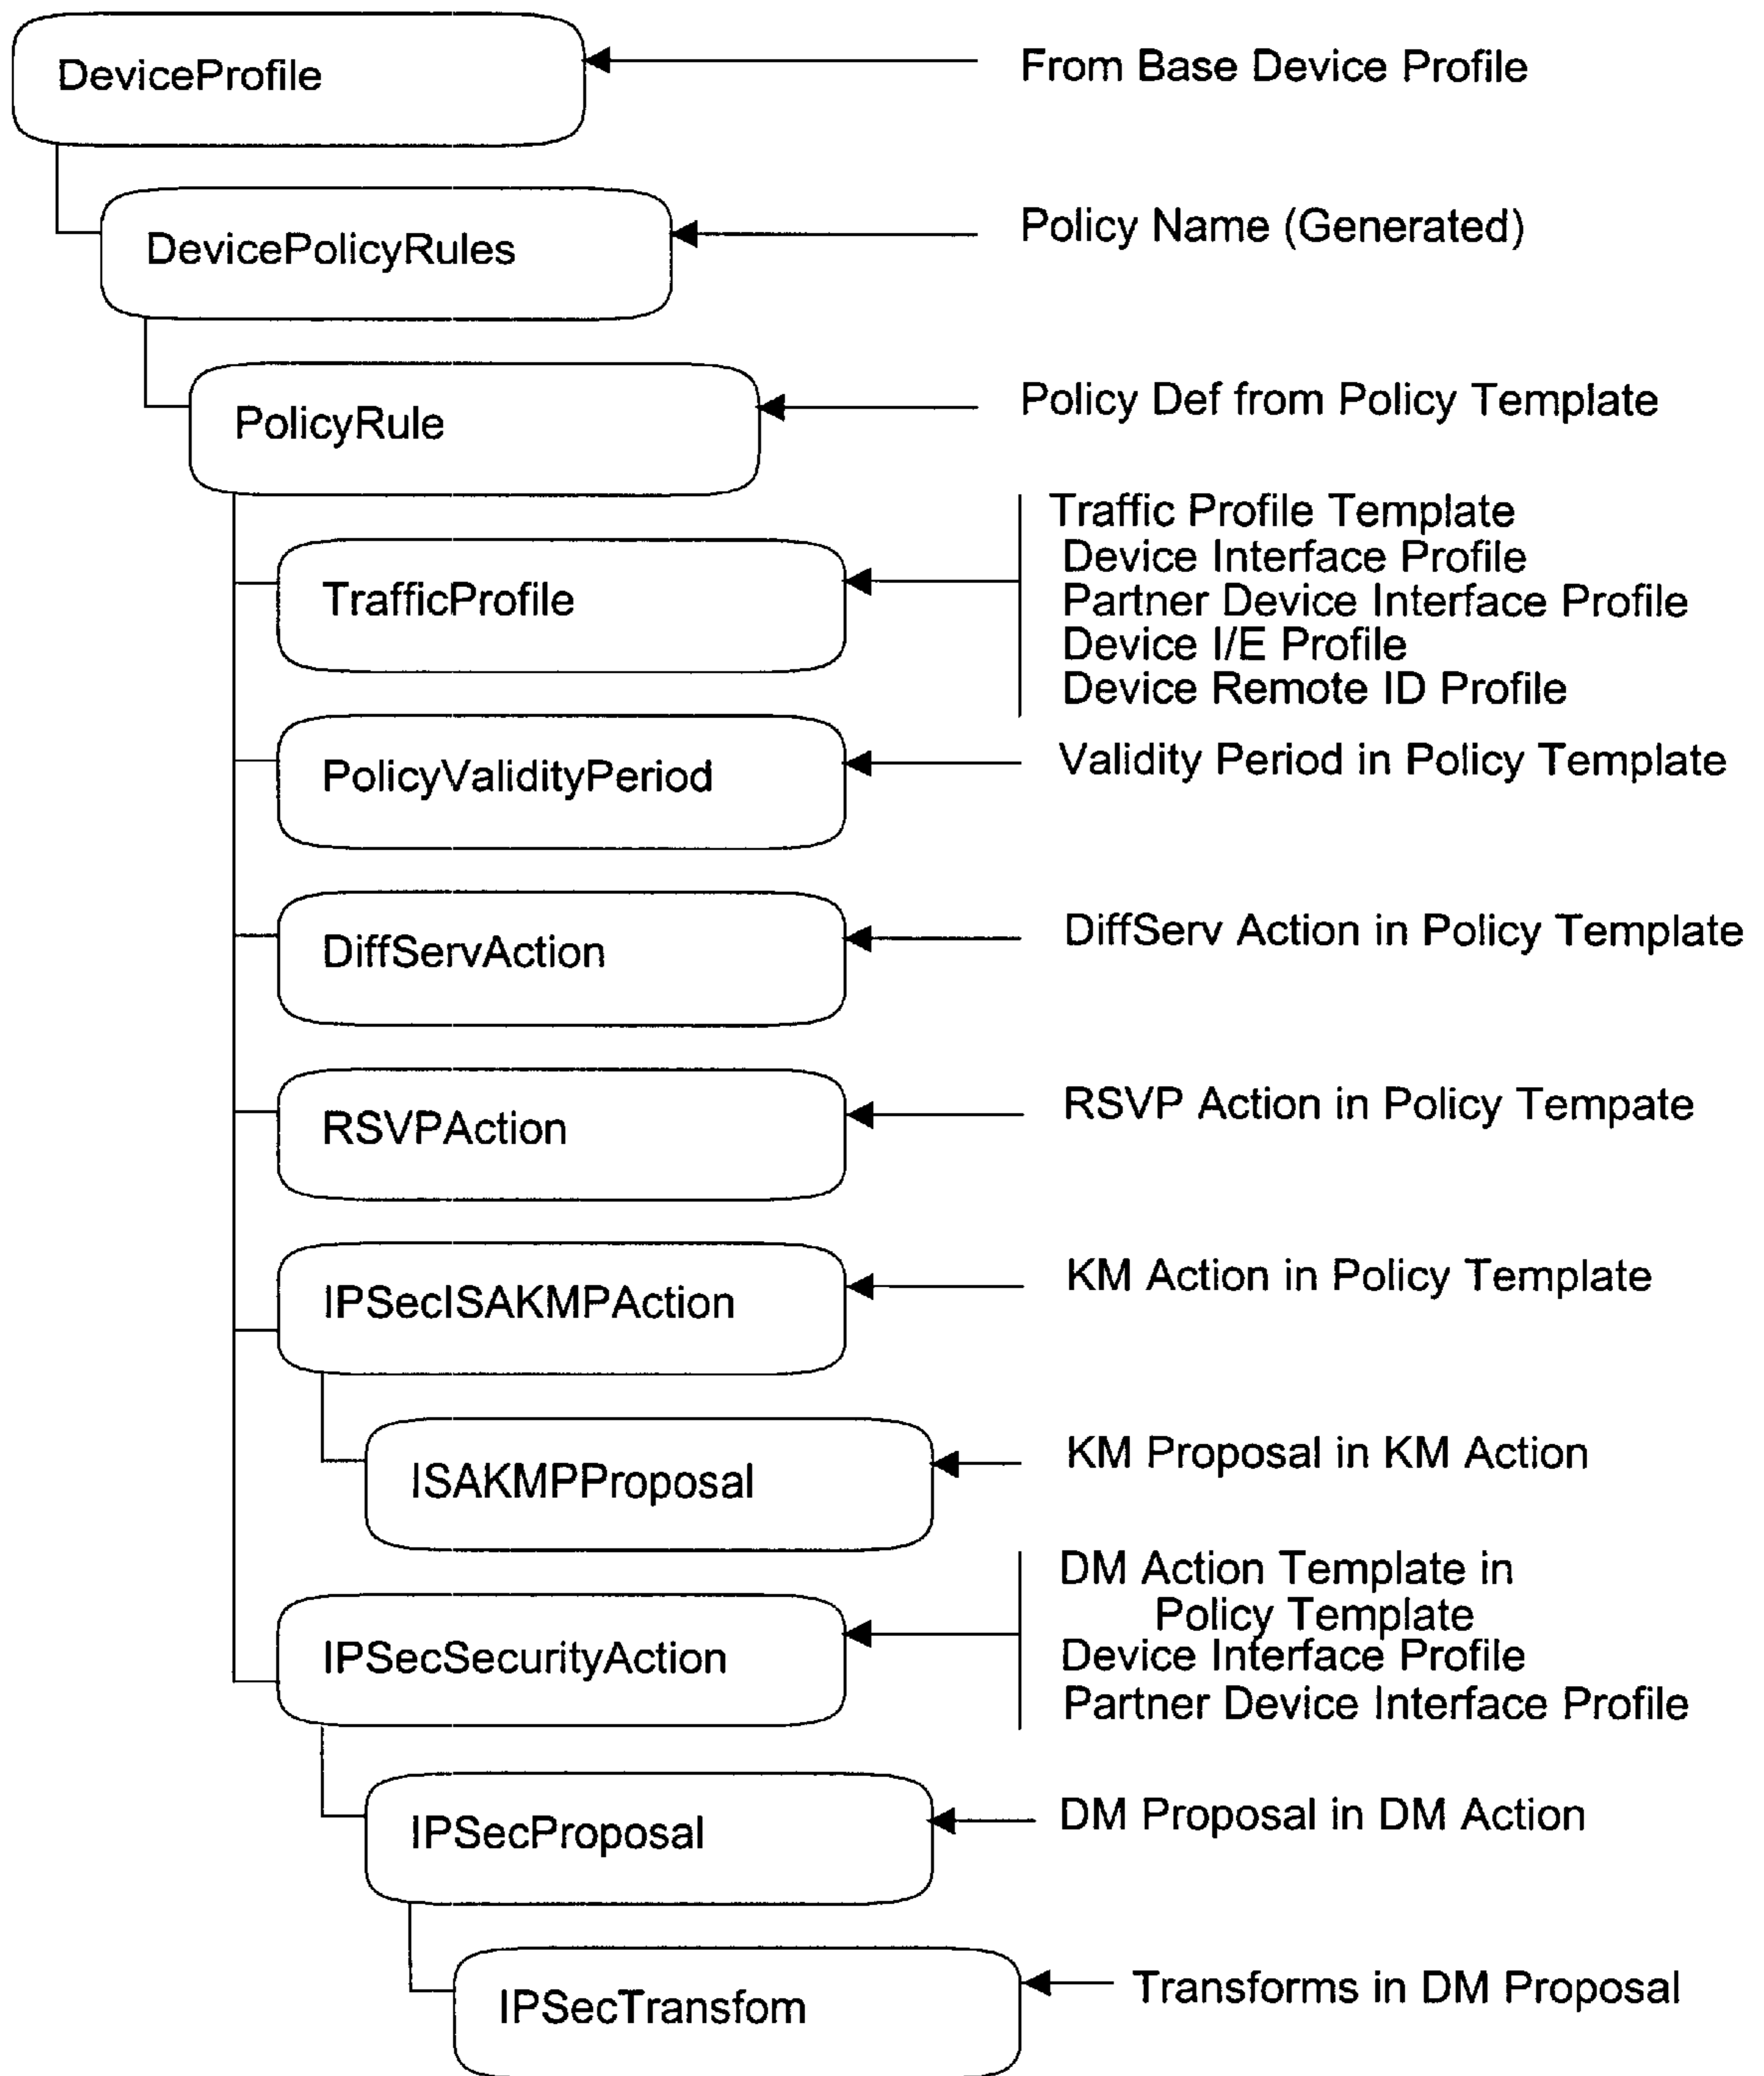 DeviceProfile
From Base Device Profile
DevicePolicyRules
Policy Name (Generated)
PolicyRule
Policy Def from Policy Template
TrafficProfile
Traffic Profile Template
Device Interface Profile
Partner Device Interface Profile
Device I/E Profile
Device Remote ID Profile
PolicyValidityPeriod
Validity Period in Policy Template
DiffServAction
DiffServ Action in Policy Template
RSVPAction
RSVP Action in Policy Tempate
IPSecISAKMPAction
KM Action in Policy Template
ISAKMPProposal
KM Proposal in KM Action
IPSecSecurityAction
DM Action Template in
Policy Template
Device Interface Profile
Partner Device Interface Profile
IPSecProposal
DM Proposal in DM Action
IPSecTransfom
Transforms in DM Proposal